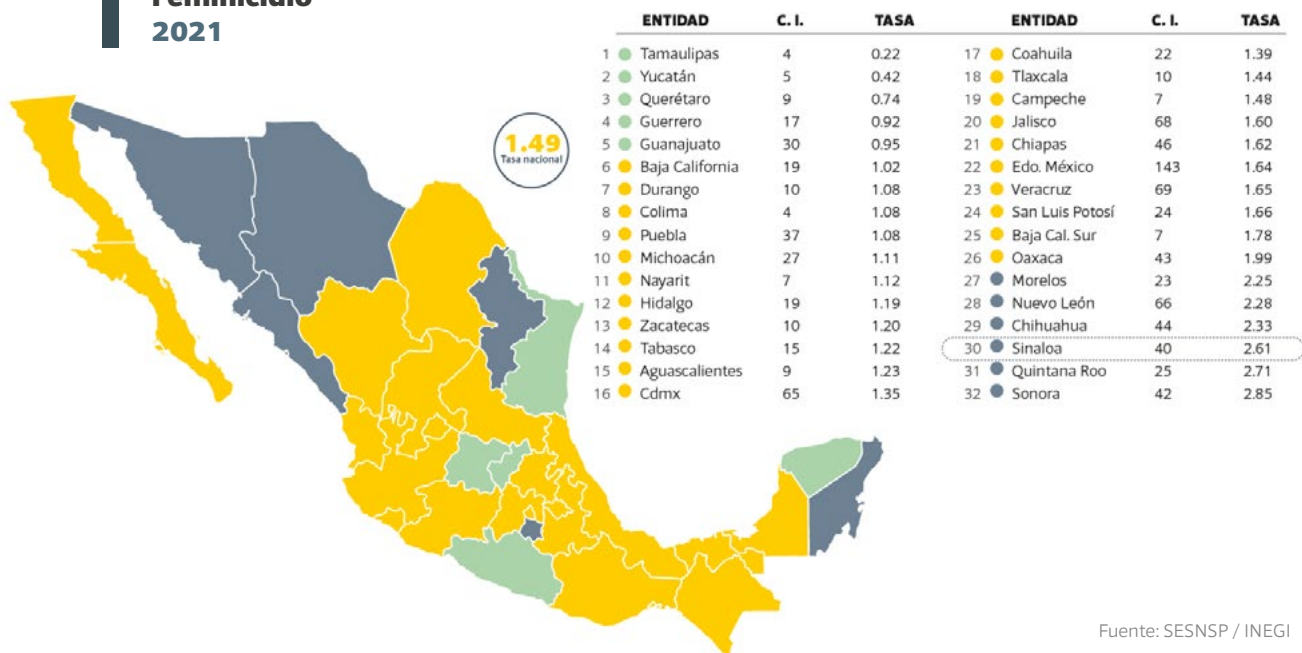 Feminicidio
2021
1.49
Tasa nacional
ENTIDAD C. I. TASA
1 Tamaulipas 4 0.22
2 Yucatán 5 0.42
3 Querétaro 9 0.74
4 Guerrero 17 0.92
5 Guanajuato 30 0.95
6 Baja California 19 1.02
7 Durango 10 1.08
8 Colima 4 1.08
9 Puebla 37 1.08
10 Michoacán 27 1.11
11 Nayarit 7 1.12
12 Hidalgo 19 1.19
13 Zacatecas 10 1.20
14 Tabasco 15 1.22
15 Aguascalientes 9 1.23
16 Cdmx 65 1.35
ENTIDAD C. I. TASA
17 Coahuila 22 1.39
18 Tlaxcala 10 1.44
19 Campeche 7 1.48
20 Jalisco 68 1.60
21 Chiapas 46 1.62
22 Edo. México 143 1.64
23 Veracruz 69 1.65
24 San Luis Potosí 24 1.66
25 Baja Cal. Sur 7 1.78
26 Oaxaca 43 1.99
27 Morelos 23 2.25
28 Nuevo León 66 2.28
29 Chihuahua 44 2.33
30 Sinaloa 40 2.61
31 Quintana Roo 25 2.71
32 Sonora 42 2.85
Fuente: SESNSP / INEGI